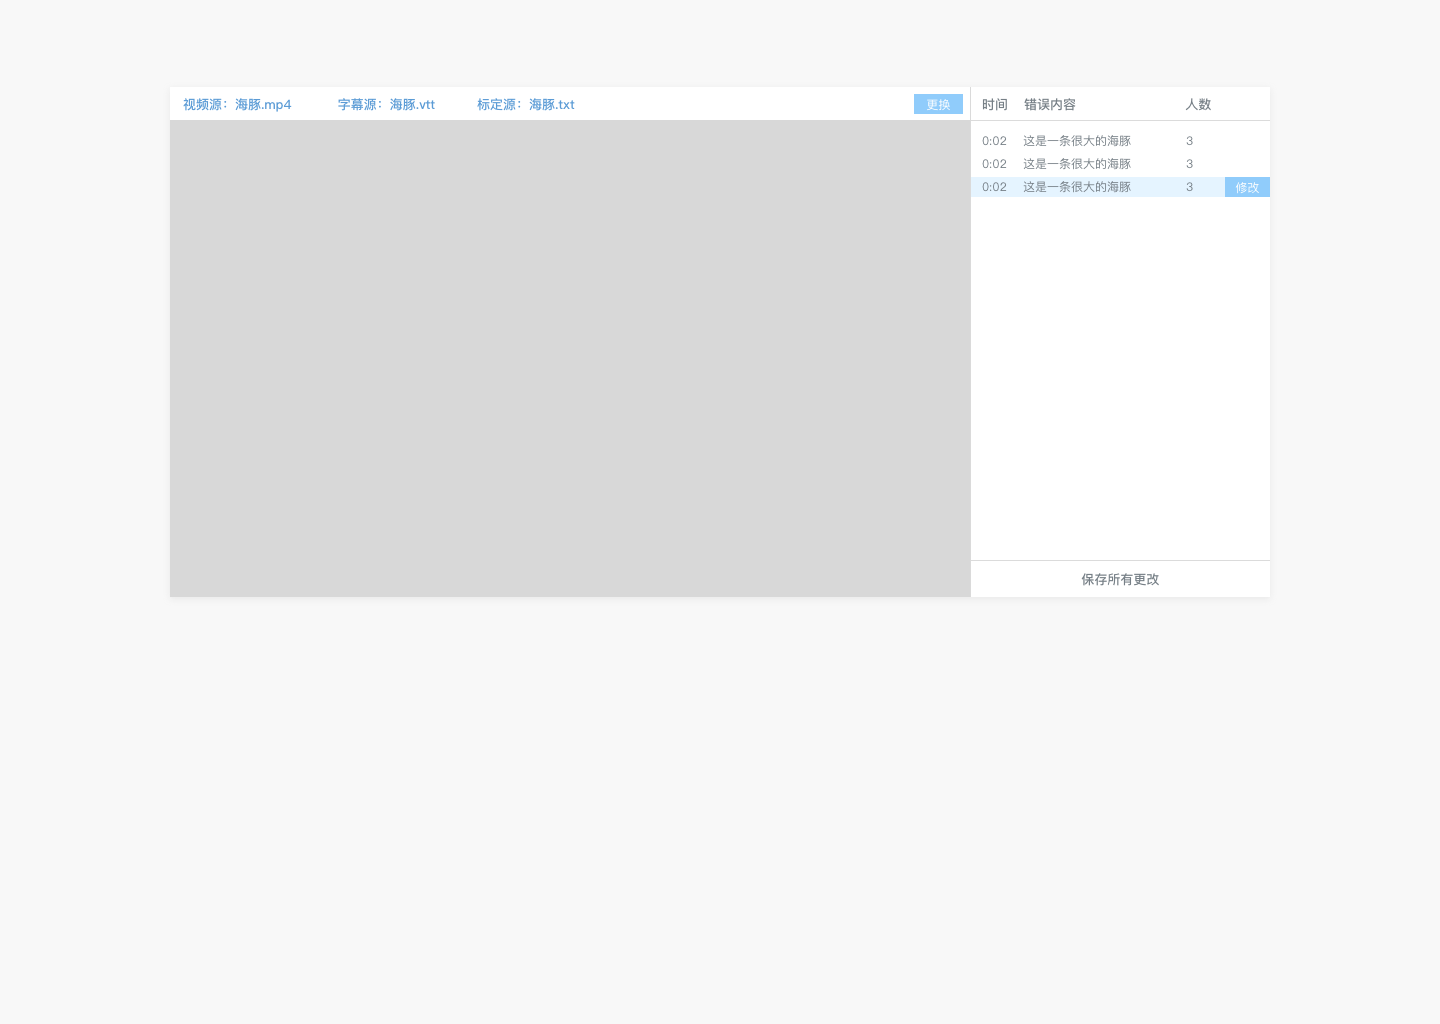 视频源：海豚.mp4 字幕源：海豚.vtt 标定源：海豚.txt 更换
时间 错误内容 人数
0:02 这是一条很大的海豚 3
0:02 这是一条很大的海豚 3
0:02 这是一条很大的海豚 3 修改
保存所有更改